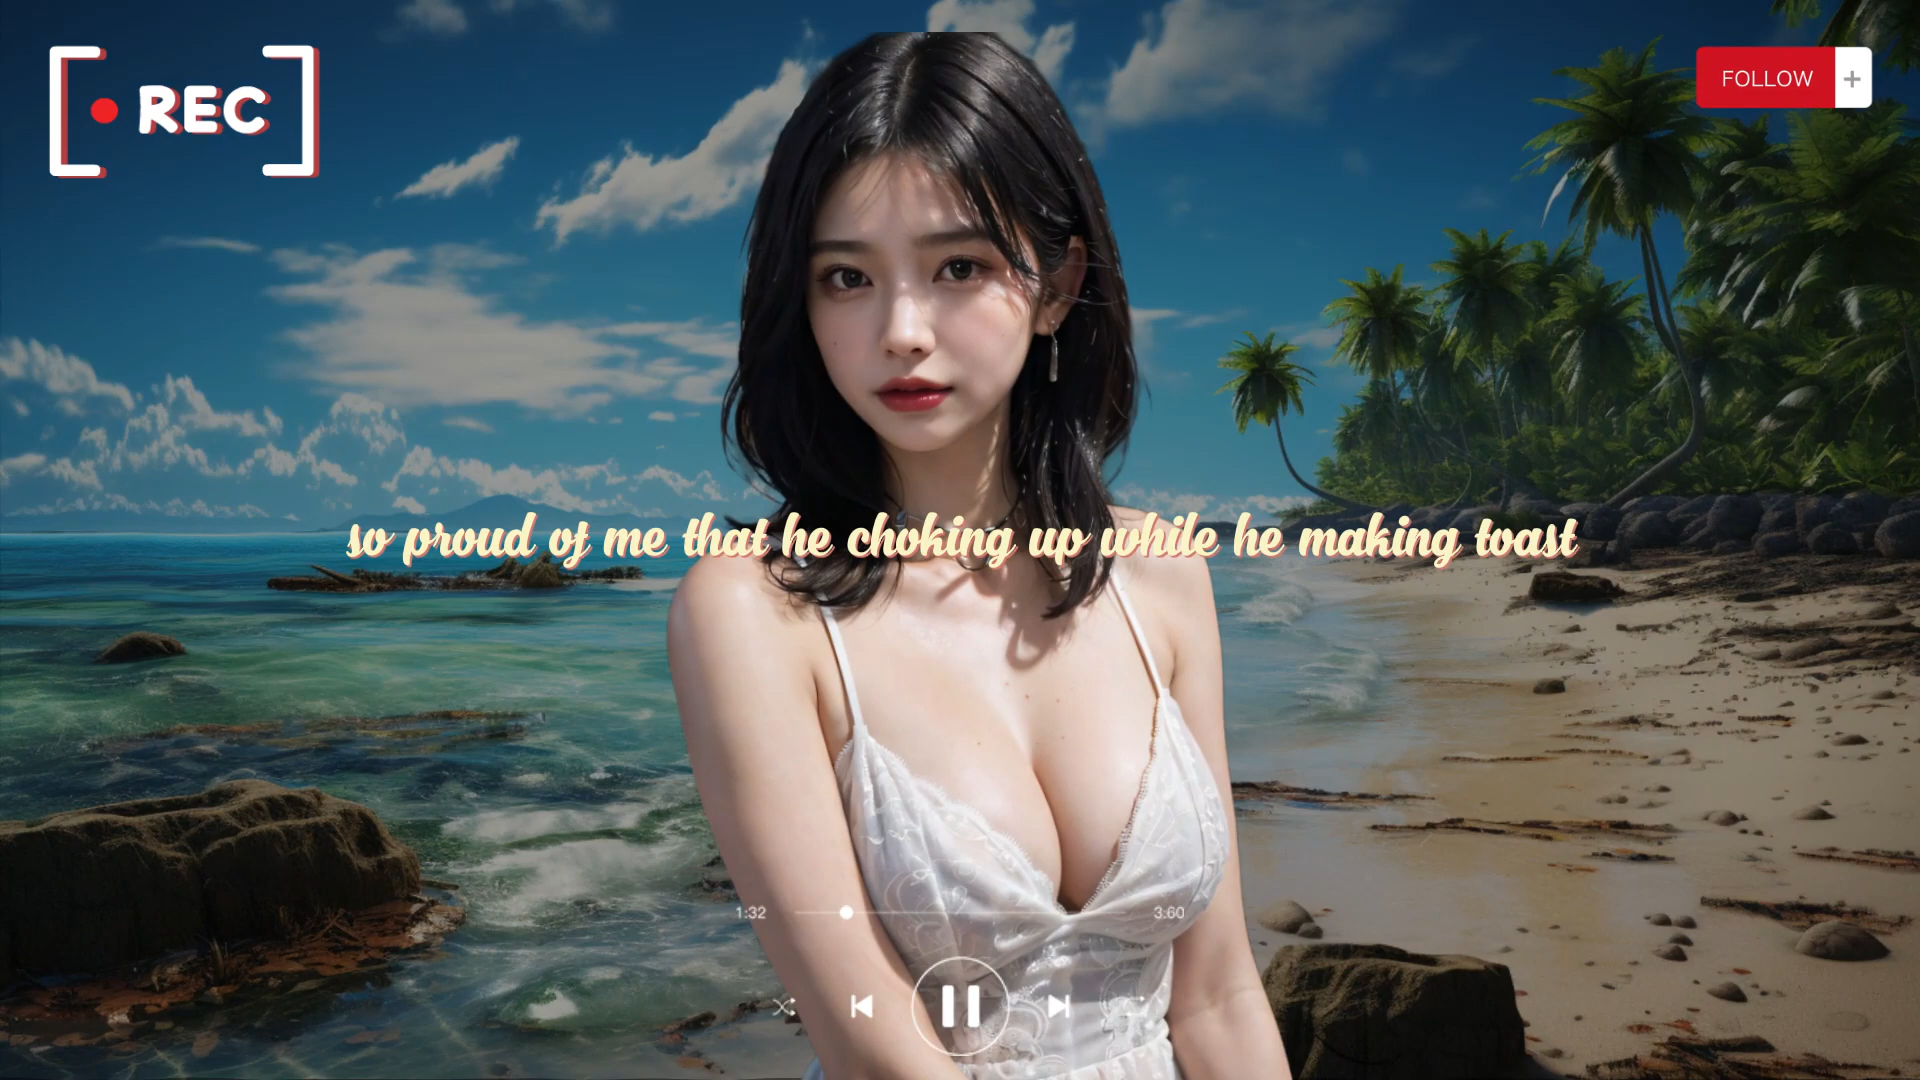 REC
FOLLOW +
so proud of me that he choking up while he making toast
1:32 3:60